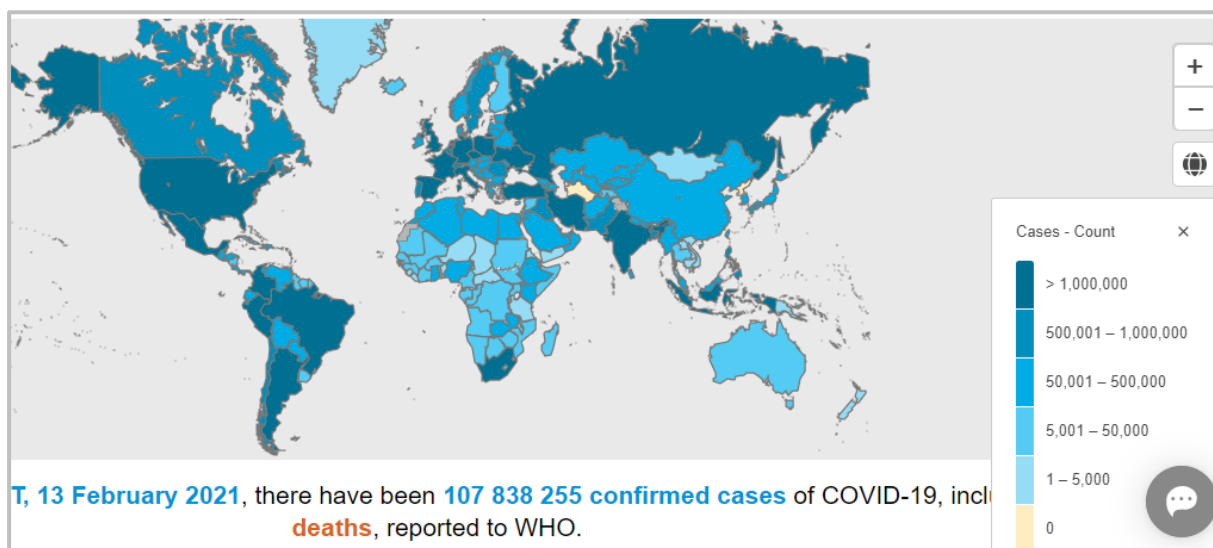 +
−
Cases - Count ×
> 1,000,000
500,001 – 1,000,000
50,001 – 500,000
5,001 – 50,000
1 – 5,000
0
T, 13 February 2021, there have been 107 838 255 confirmed cases of COVID-19, incl
deaths, reported to WHO.